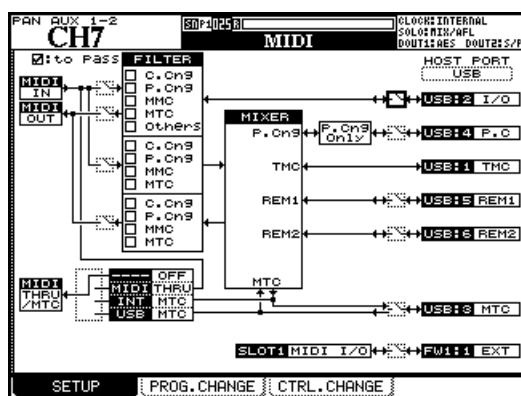 PAN AUX 1-2
CH7
SNP1025R
MIDI
CLOCK:INTERNAL
SOLO:MIX/AFL
DOUT1:AES DOUT2:S/P
☑:to Pass
FILTER
HOST PORT
USB
MIDI
IN
MIDI
OUT
C.Cng
P.Cng
MMC
MTC
Others
C.Cng
P.Cng
MMC
MTC
C.Cng
P.Cng
MMC
MTC
MIXER
P.Cng
P.Cng
Only
TMC
REM1
REM2
MTC
USB:2 I/O
USB:4 P.C
USB:1 TMC
USB:5 REM1
USB:6 REM2
USB:3 MTC
MIDI
THRU
/MTC
---- OFF
MIDI THRU
INT MTC
USB MTC
SLOT1 MIDI I/O
FW1:1 EXT
SETUP
PROG.CHANGE
CTRL.CHANGE